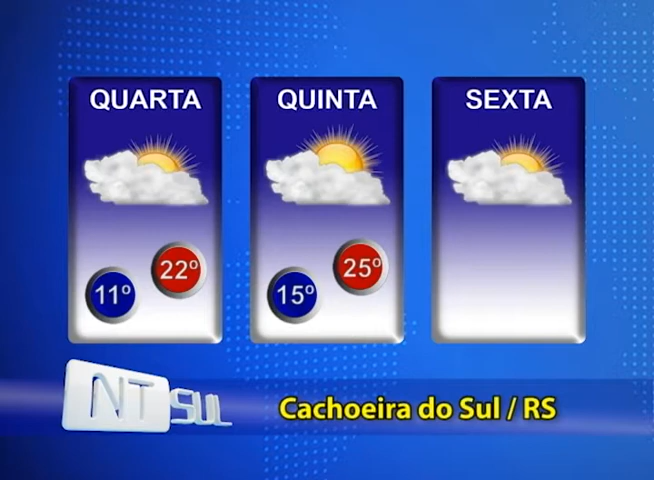 QUARTA
22º
11º
QUINTA
25º
15º
SEXTA
NT SUL
Cachoeira do Sul / RS